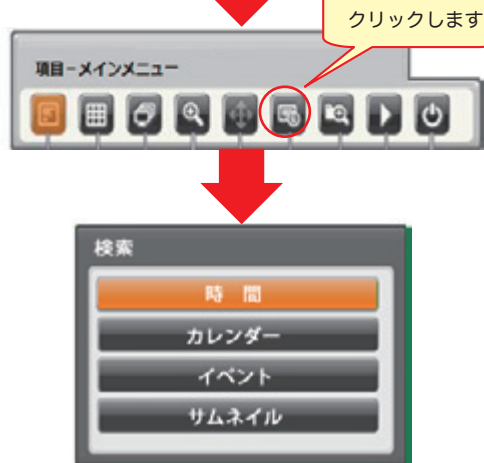 クリックします
項目−メインメニュー
検索
時　間
カレンダー
イベント
サムネイル